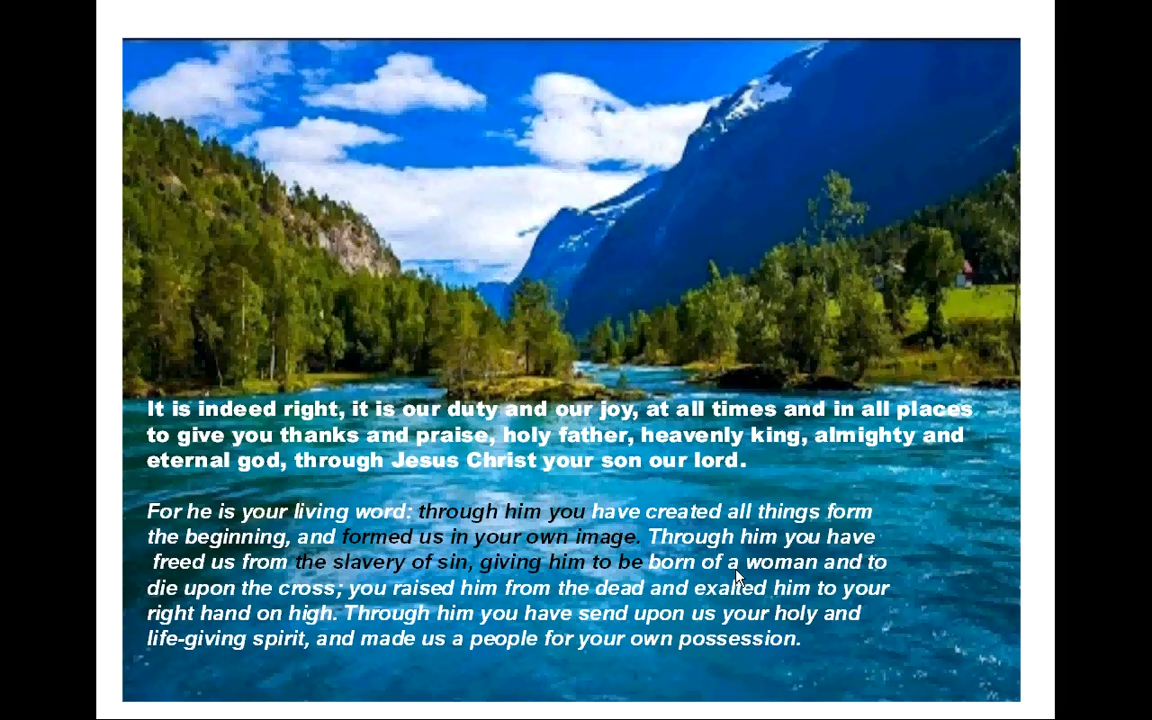 It is indeed right, it is our duty and our joy, at all times and in all places
to give you thanks and praise, holy father, heavenly king, almighty and
eternal god, through Jesus Christ your son our lord.
For he is your living word: through him you have created all things form
the beginning, and formed us in your own image. Through him you have
freed us from the slavery of sin, giving him to be born of a woman and to
die upon the cross; you raised him from the dead and exalted him to your
right hand on high. Through him you have send upon us your holy and
life-giving spirit, and made us a people for your own possession.